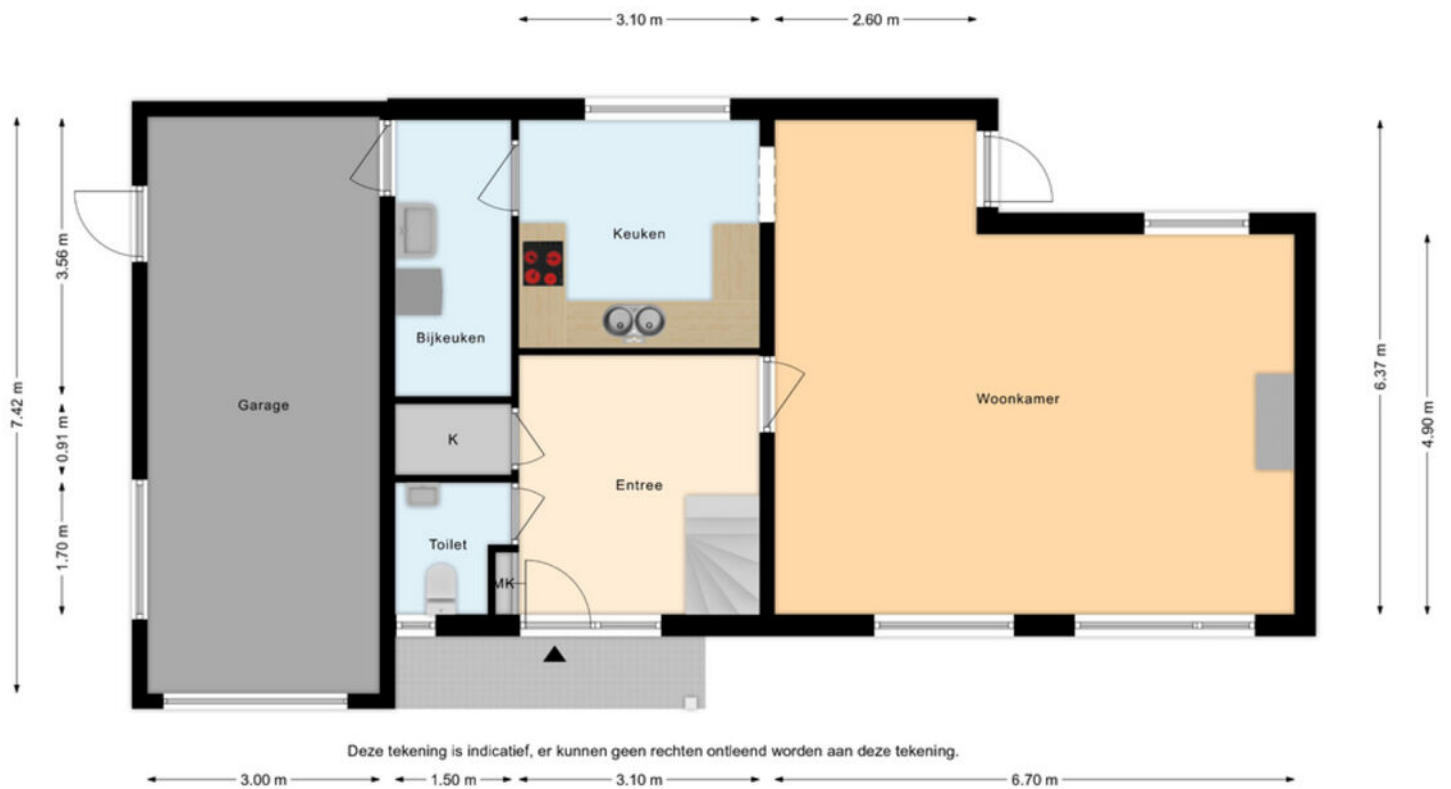 3.10 m
2.60 m
7.42 m
3.56 m
0.91 m
1.70 m
Garage
Bijkeuken
K
Toilet
MK
Keuken
Entree
Woonkamer
6.37 m
4.90 m
Deze tekening is indicatief, er kunnen geen rechten ontleend worden aan deze tekening.
3.00 m
1.50 m
3.10 m
6.70 m